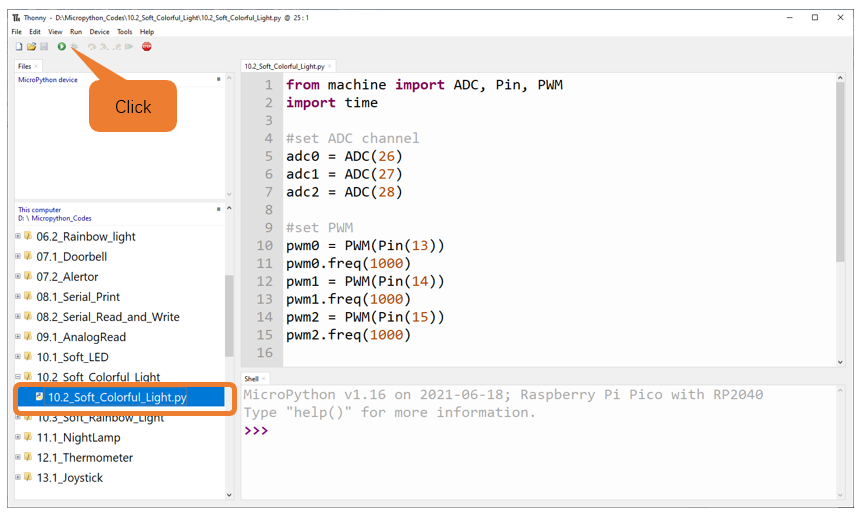 Thonny - D:\Micropython_Codes\10.2_Soft_Colorful_Light\10.2_Soft_Colorful_Light.py @ 25 : 1
File Edit View Run Device Tools Help
STOP
Files
MicroPython device
Click
This computer
D: \ Micropython_Codes
06.2_Rainbow_light
07.1_Doorbell
07.2_Alertor
08.1_Serial_Print
08.2_Serial_Read_and_Write
09.1_AnalogRead
10.1_Soft_LED
10.2_Soft_Colorful_Light
10.2_Soft_Colorful_Light.py
10.3_Soft_Rainbow_Light
11.1_NightLamp
12.1_Thermometer
13.1_Joystick
10.2_Soft_Colorful_Light.py
1 from machine import ADC, Pin, PWM
2 import time
3
4 #set ADC channel
5 adc0 = ADC(26)
6 adc1 = ADC(27)
7 adc2 = ADC(28)
8
9 #set PWM
10 pwm0 = PWM(Pin(13))
11 pwm0.freq(1000)
12 pwm1 = PWM(Pin(14))
13 pwm1.freq(1000)
14 pwm2 = PWM(Pin(15))
15 pwm2.freq(1000)
16
Shell
MicroPython v1.16 on 2021-06-18; Raspberry Pi Pico with RP2040
Type "help()" for more information.
>>>